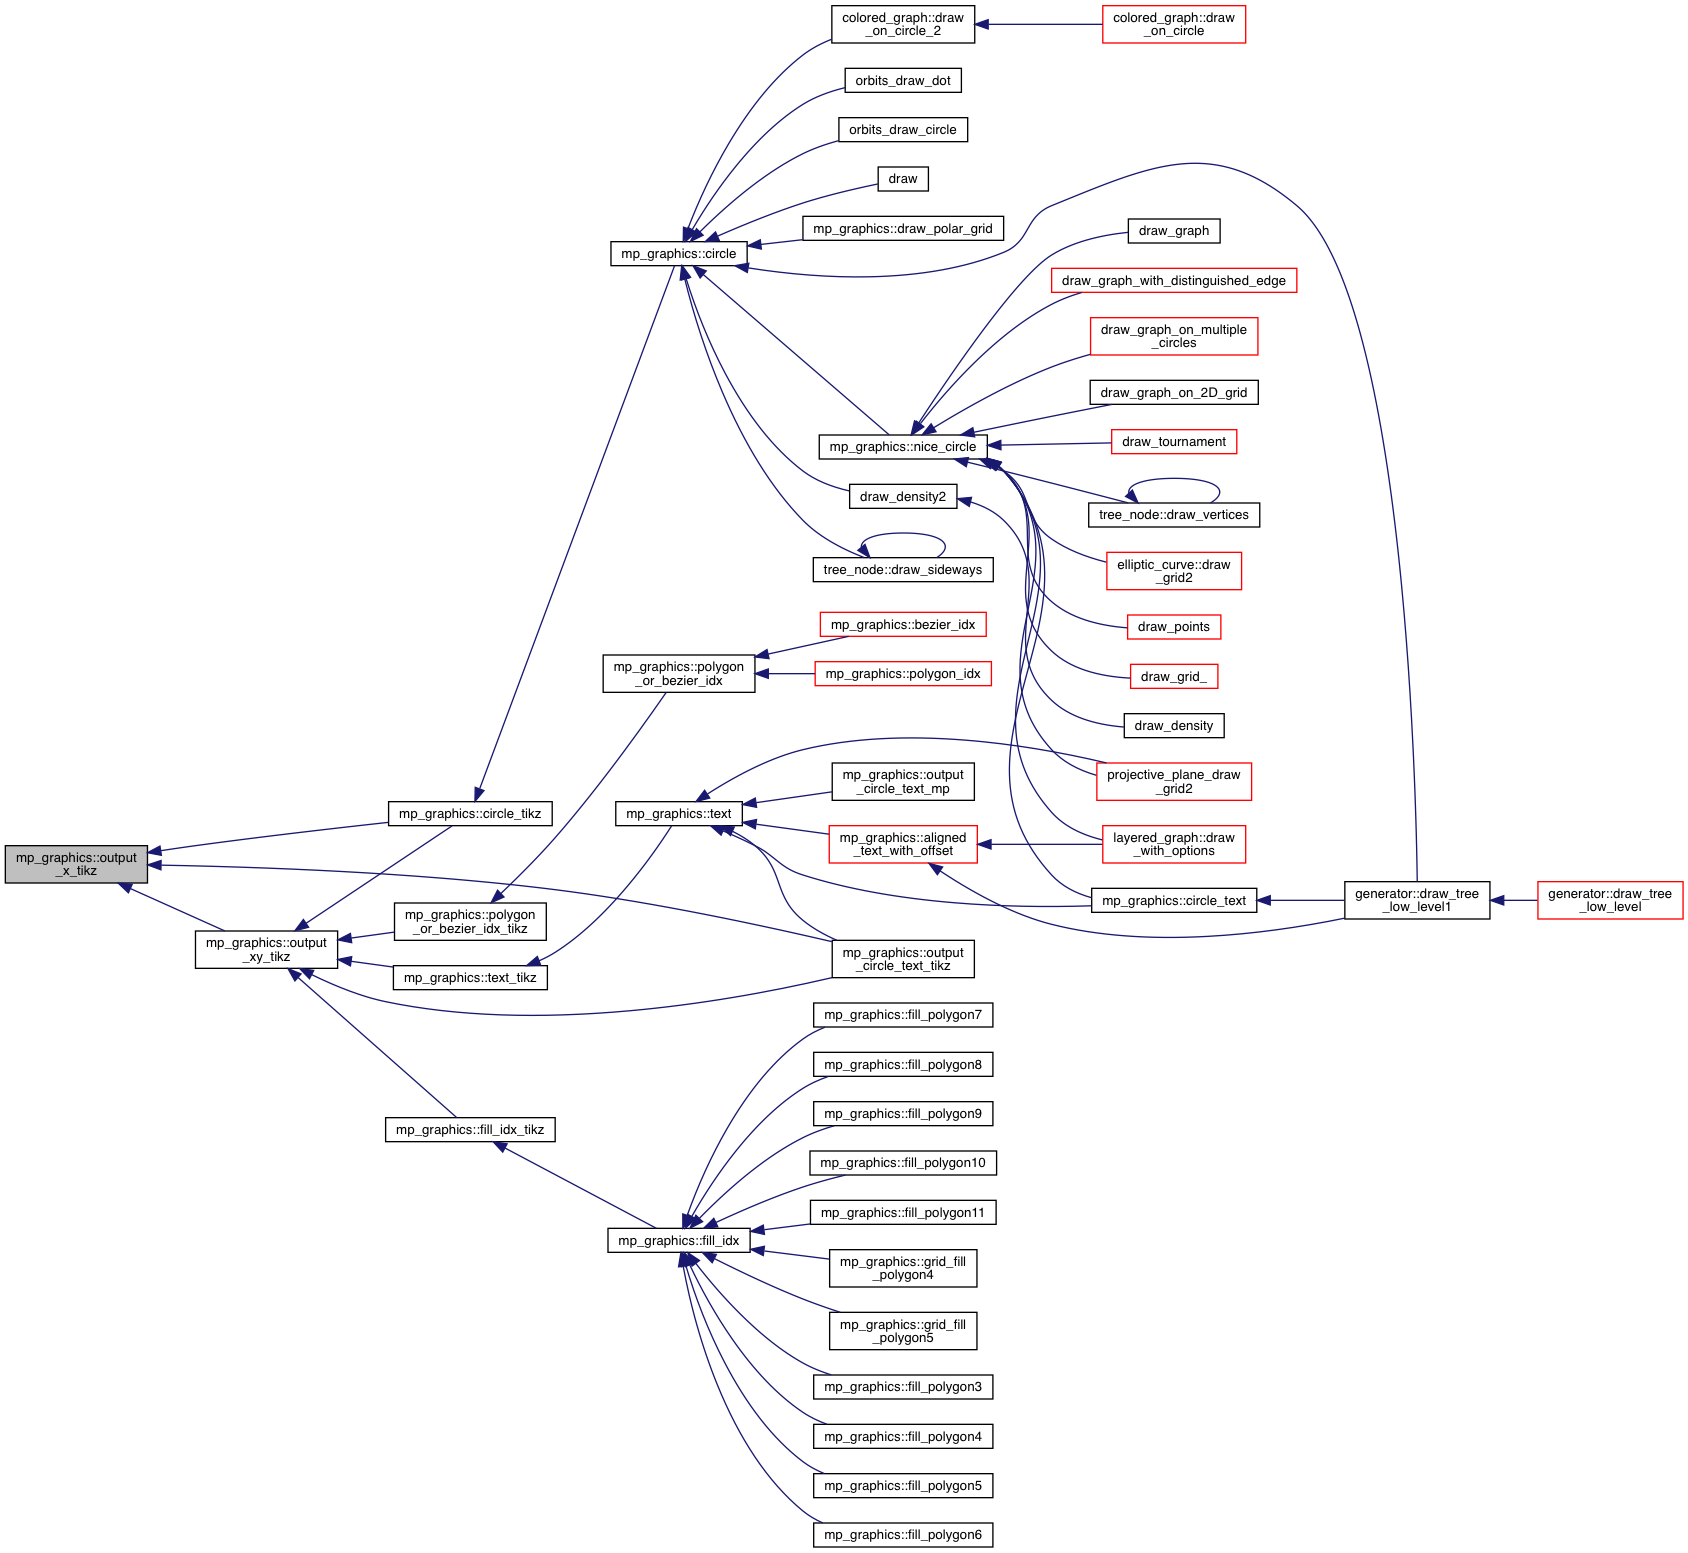 colored_graph::draw
_on_circle_2
colored_graph::draw
_on_circle
orbits_draw_dot
orbits_draw_circle
draw
mp_graphics::draw_polar_grid
mp_graphics::circle
draw_graph
draw_graph_with_distinguished_edge
draw_graph_on_multiple
_circles
draw_graph_on_2D_grid
mp_graphics::nice_circle
draw_tournament
draw_density2
tree_node::draw_vertices
tree_node::draw_sideways
elliptic_curve::draw
_grid2
mp_graphics::bezier_idx
draw_points
mp_graphics::polygon
_or_bezier_idx
mp_graphics::polygon_idx
draw_grid_
draw_density
mp_graphics::output
_circle_text_mp
projective_plane_draw
_grid2
mp_graphics::circle_tikz
mp_graphics::text
mp_graphics::aligned
_text_with_offset
layered_graph::draw
_with_options
mp_graphics::output
_x_tikz
mp_graphics::circle_text
generator::draw_tree
_low_level1
generator::draw_tree
_low_level
mp_graphics::polygon
_or_bezier_idx_tikz
mp_graphics::output
_xy_tikz
mp_graphics::text_tikz
mp_graphics::output
_circle_text_tikz
mp_graphics::fill_polygon7
mp_graphics::fill_polygon8
mp_graphics::fill_polygon9
mp_graphics::fill_idx_tikz
mp_graphics::fill_polygon10
mp_graphics::fill_polygon11
mp_graphics::fill_idx
mp_graphics::grid_fill
_polygon4
mp_graphics::grid_fill
_polygon5
mp_graphics::fill_polygon3
mp_graphics::fill_polygon4
mp_graphics::fill_polygon5
mp_graphics::fill_polygon6